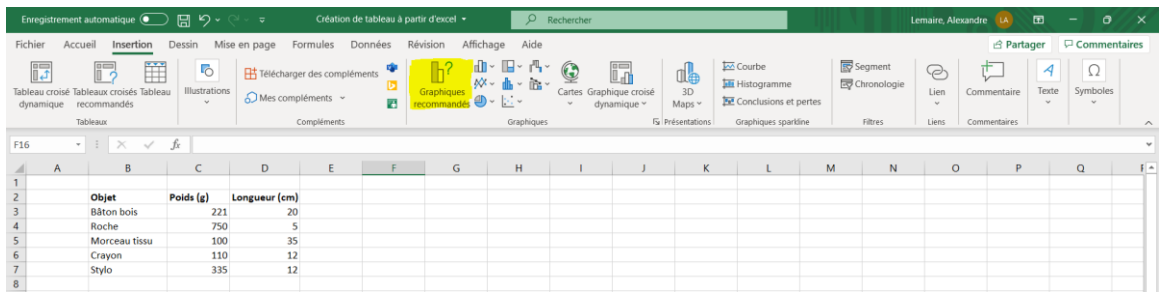 Enregistrement automatique Création de tableau à partir d'excel Rechercher Lemaire, Alexandre LA
Fichier Accueil Insertion Dessin Mise en page Formules Données Révision Affichage Aide Partager Commentaires
Tableau croisé dynamique
Tableaux croisés recommandés
Tableau
Illustrations
Télécharger des compléments
Mes compléments
Graphiques recommandés
Cartes
Graphique croisé dynamique
3D Maps
Courbe
Histogramme
Conclusions et pertes
Segment
Chronologie
Lien
Commentaire
Texte
Symboles
Tableaux Compléments Graphiques Présentations Graphiques sparkline Filtres Liens Commentaires
F16 fx
A B C D E F G H I J K L M N O P Q
1
2 Objet Poids (g) Longueur (cm)
3 Bâton bois 221 20
4 Roche 750 5
5 Morceau tissu 100 35
6 Crayon 110 12
7 Stylo 335 12
8